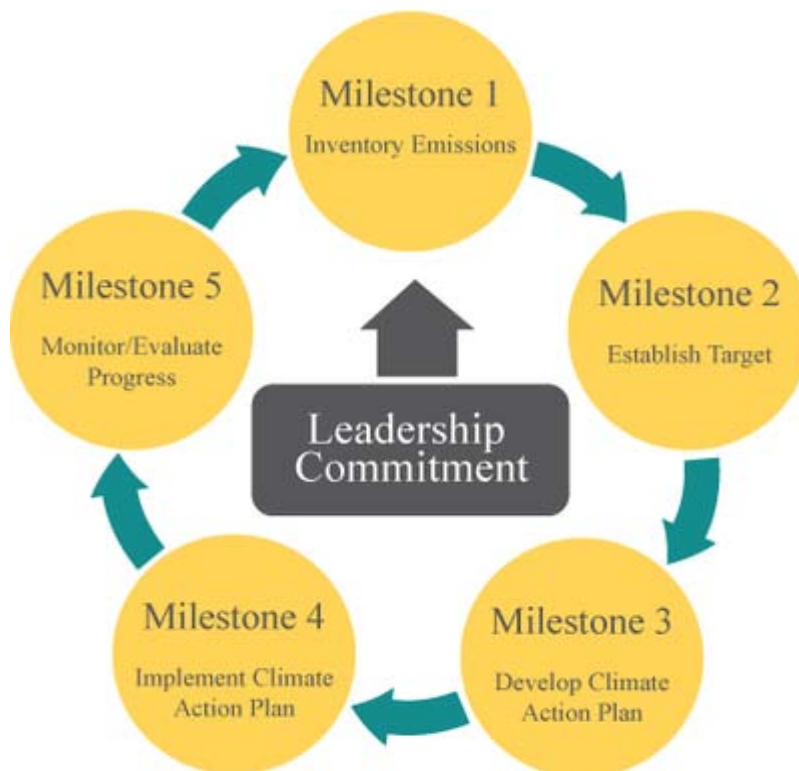 Milestone 1
Inventory Emissions
Milestone 2
Establish Target
Milestone 3
Develop Climate
Action Plan
Milestone 4
Implement Climate
Action Plan
Milestone 5
Monitor/Evaluate
Progress
Leadership
Commitment